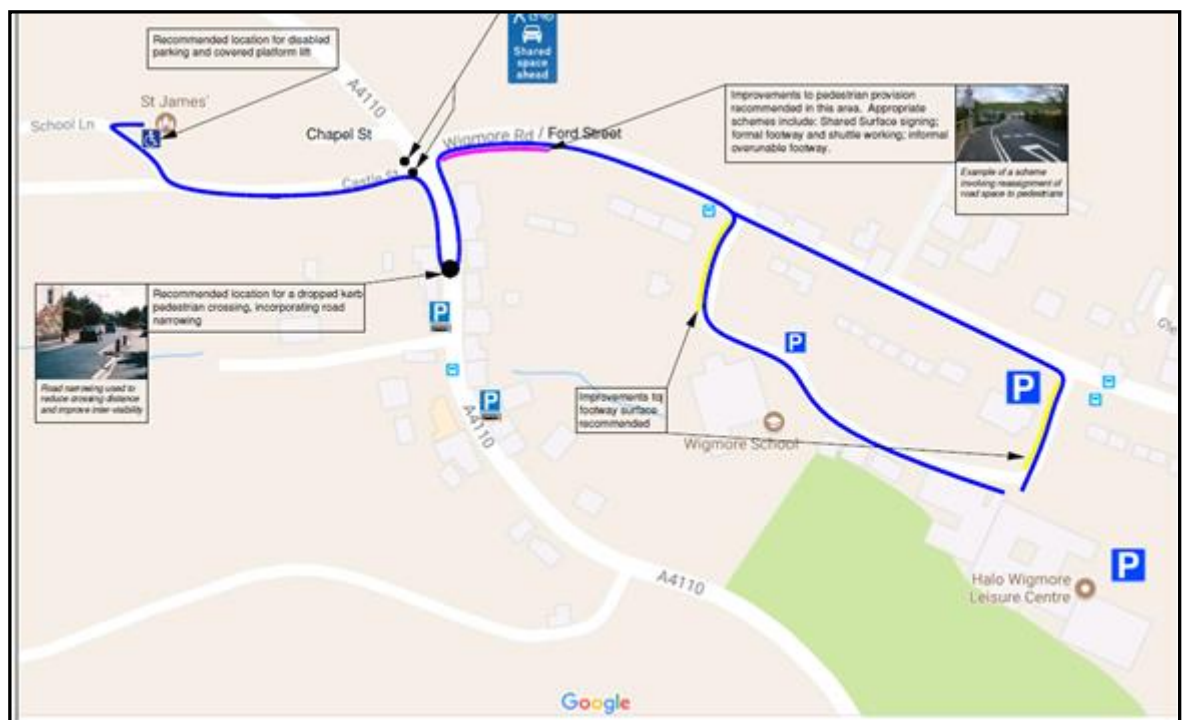 Recommended location for disabled
parking and covered platform lift
Shared
space
ahead
A4110
St James'
School Ln
Chapel St
Wigmore Rd / Ford Street
Castle St
Improvements to pedestrian provision
recommended in this area. Appropriate
schemes include: Shared Surface signing;
formal footway and shuttle working; informal
overunable footway.
Example of a scheme
involving reassignment of
road space to pedestrians
Recommended location for a dropped kerb
pedestrian crossing, incorporating road
narrowing
Road narrowing used to
reduce crossing distance
and improve inter-visibility
P
P
P
P
Improvements to
footway surface
recommended
A4110
Wigmore School
A4110
P
Halo Wigmore
Leisure Centre
Google